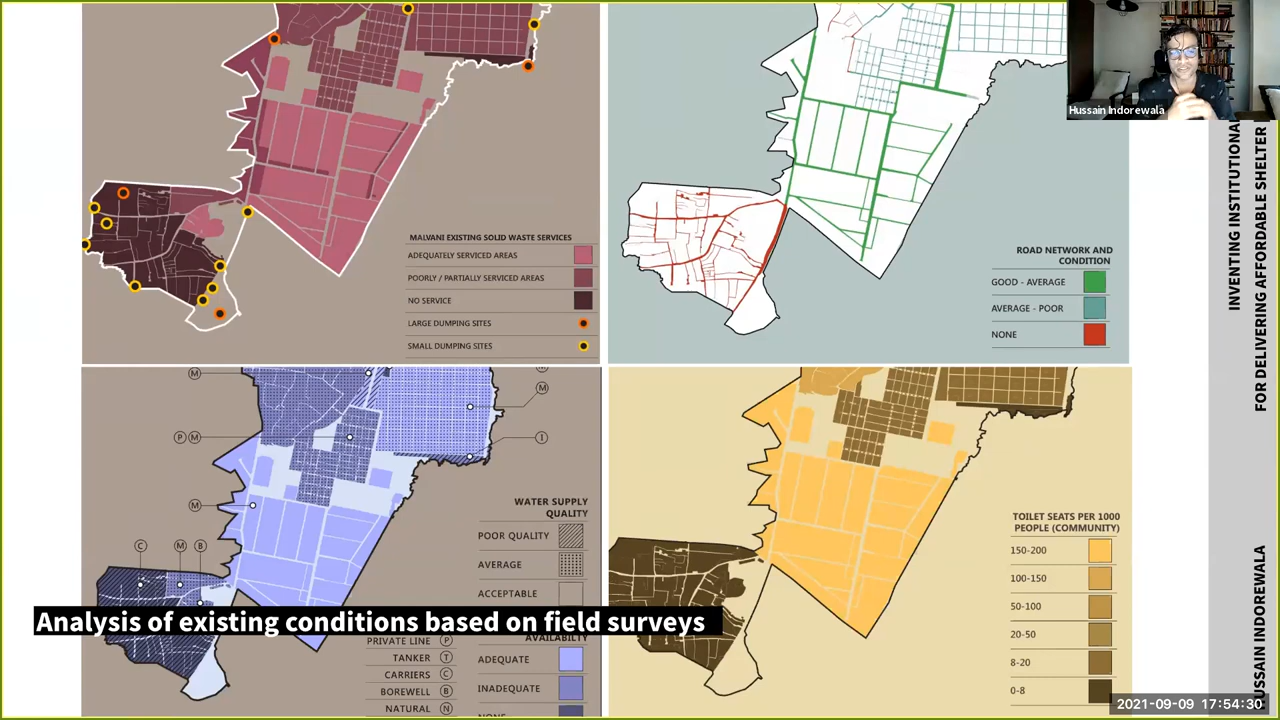 MALVANI EXISTING SOLID WASTE SERVICES
ADEQUATELY SERVICED AREAS
POORLY / PARTIALLY SERVICED AREAS
NO SERVICE
LARGE DUMPING SITES
SMALL DUMPING SITES
ROAD NETWORK AND
CONDITION
GOOD - AVERAGE
AVERAGE - POOR
NONE
Hussain Indorewala
INVENTING INSTITUTIONA
FOR DELIVERING AFFORDABLE SHELTER
HUSSAIN INDOREWALA
M
M
P M
I
M
C M B
WATER SUPPLY
QUALITY
POOR QUALITY
AVERAGE
ACCEPTABLE
AVAILABILTY
ADEQUATE
INADEQUATE
PRIVATE LINE P
TANKER T
CARRIERS C
BOREWELL B
NATURAL N
TOILET SEATS PER 1000
PEOPLE (COMMUNITY)
150-200
100-150
50-100
20-50
8-20
0-8
Analysis of existing conditions based on field surveys
2021-09-09 17:54:30